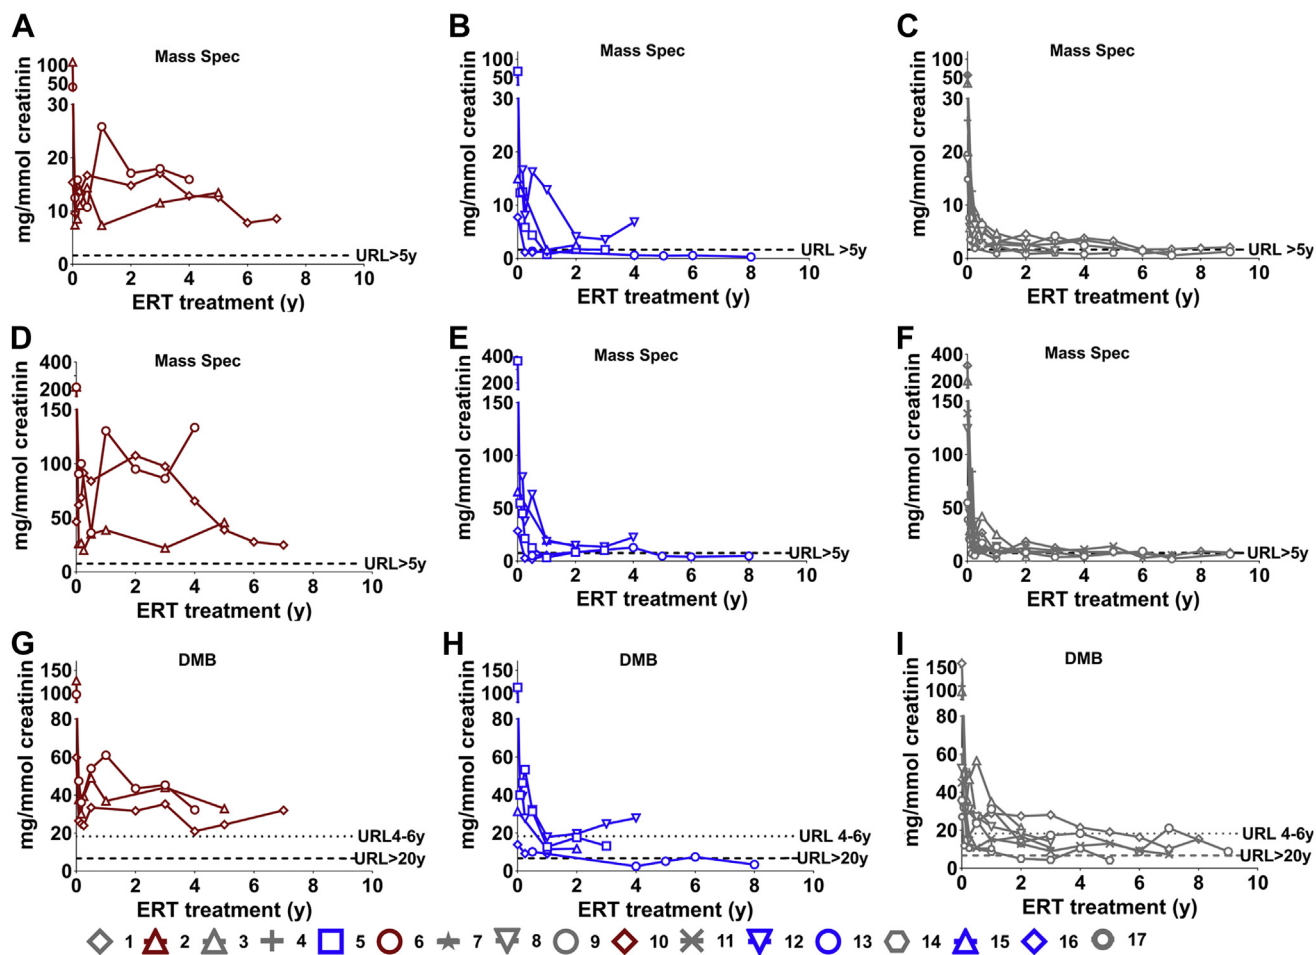 A
Mass Spec
mg/mmol creatinin
100
50
30
20
10
0
0 2 4 6 8 10
URL>5y
ERT treatment (y)
B
Mass Spec
mg/mmol creatinin
100
50
30
20
10
0
0 2 4 6 8 10
URL >5y
ERT treatment (y)
C
Mass Spec
mg/mmol creatinin
100
50
30
20
10
0
0 2 4 6 8 10
URL >5y
ERT treatment (y)
D
Mass Spec
mg/mmol creatinin
400
200
150
100
50
0
0 2 4 6 8 10
URL>5y
ERT treatment (y)
E
Mass Spec
mg/mmol creatinin
400
200
150
100
50
0
0 2 4 6 8 10
URL>5y
ERT treatment (y)
F
Mass Spec
mg/mmol creatinin
400
200
150
100
50
0
0 2 4 6 8 10
URL>5y
ERT treatment (y)
G
DMB
mg/mmol creatinin
150
100
80
60
40
20
0
0 2 4 6 8 10
URL4-6y
URL>20y
ERT treatment (y)
H
DMB
mg/mmol creatinin
150
100
80
60
40
20
0
0 2 4 6 8 10
URL 4-6y
URL>20y
ERT treatment (y)
I
DMB
mg/mmol creatinin
150
100
80
60
40
20
0
0 2 4 6 8 10
URL 4-6y
URL>20y
ERT treatment (y)
1 2 3 4 5 6 7 8 9 10 11 12 13 14 15 16 17